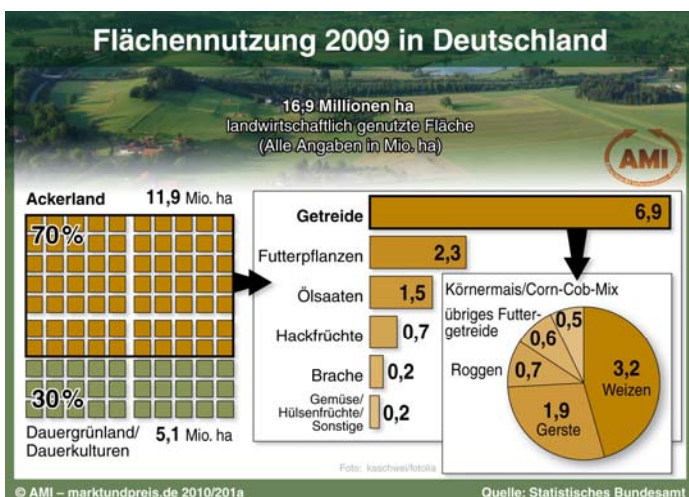 Flächennutzung 2009 in Deutschland
16,9 Millionen ha
landwirtschaftlich genutzte Fläche
(Alle Angaben in Mio. ha)
AMI
Ackerland 11,9 Mio. ha
70%
30%
Dauergrünland/ 5,1 Mio. ha
Dauerkulturen
Getreide 6,9
Futterpflanzen 2,3
Ölsaaten 1,5
Hackfrüchte 0,7
Brache 0,2
Gemüse/
Hülsenfrüchte/ 0,2
Sonstige
Körnermais/Corn-Cob-Mix
0,5
übriges Futter-
getreide
0,6
Roggen 0,7
3,2
Weizen
1,9
Gerste
Foto: kaschwei/fotolia
© AMI – marktundpreis.de 2010/201a
Quelle: Statistisches Bundesamt